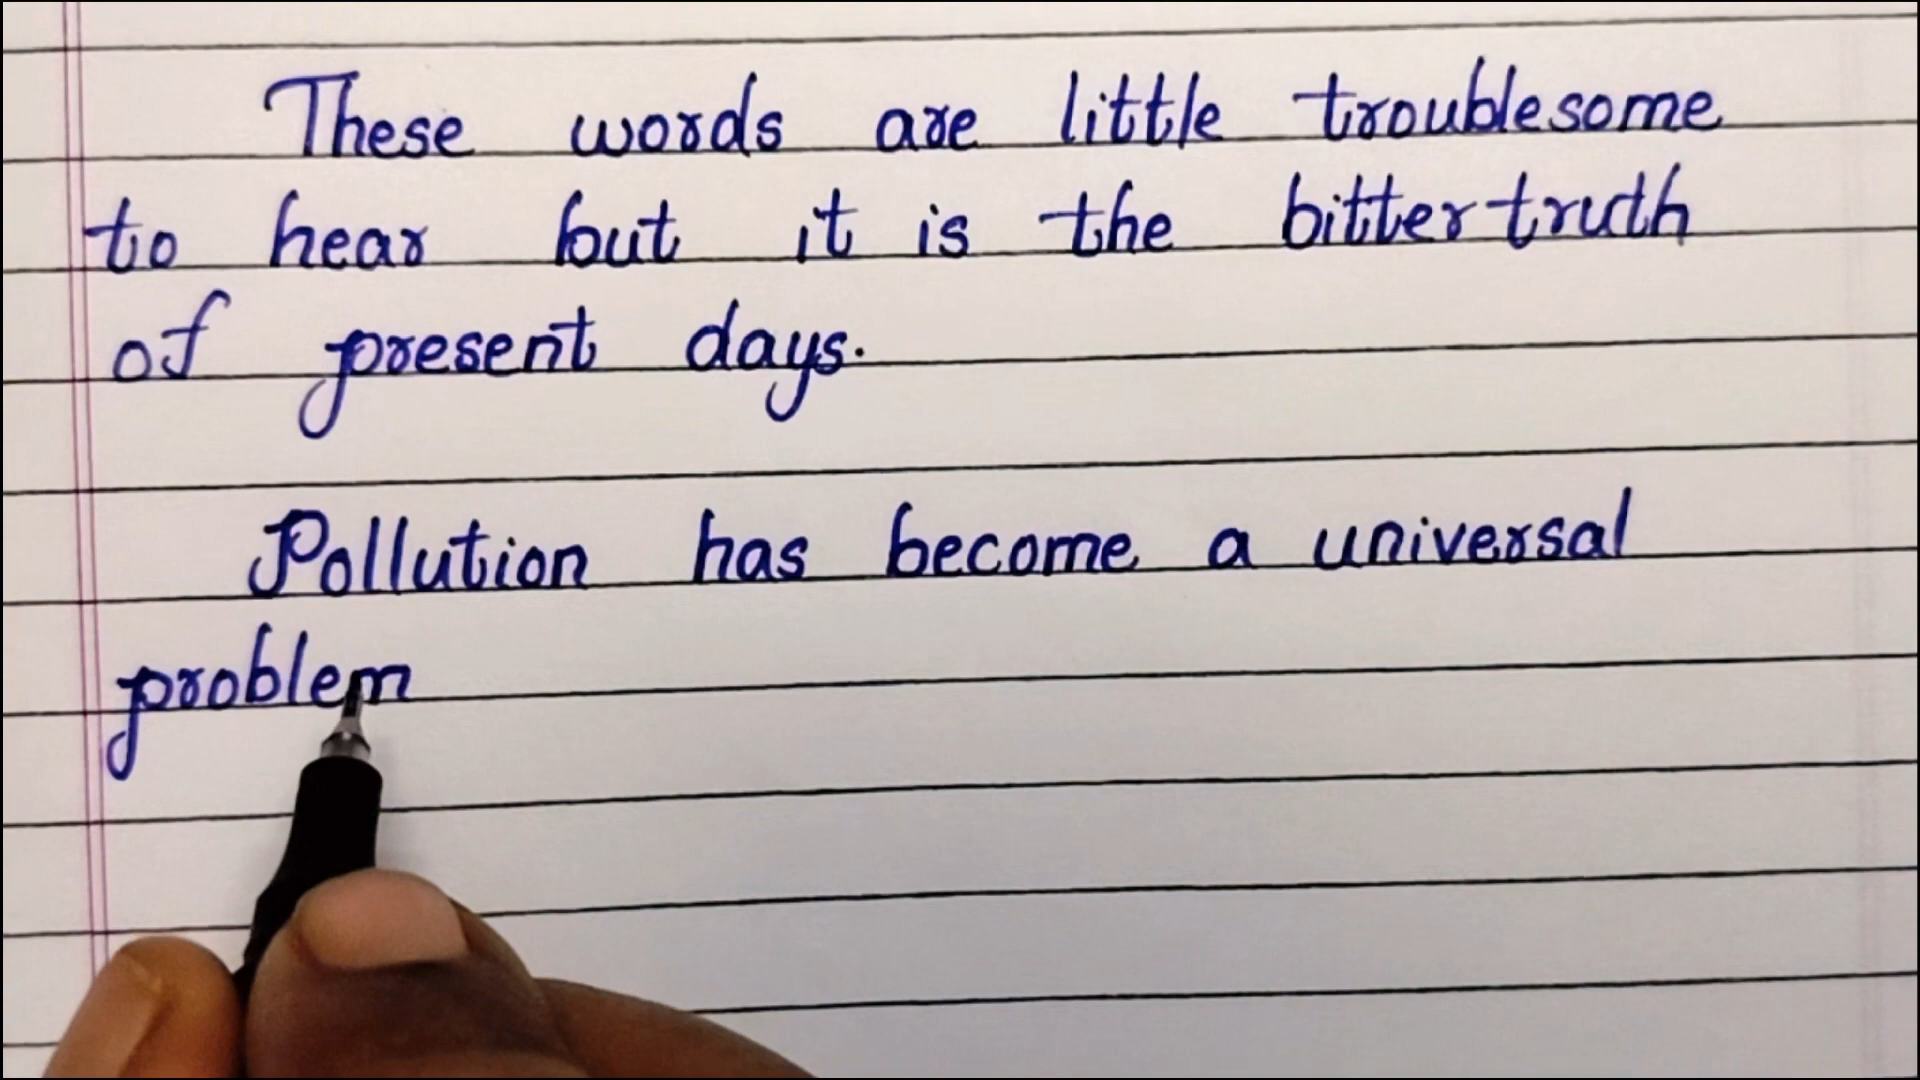 These words are little troublesome
to hear but it is the bitter truth
of present days.
Pollution has become a universal
problem